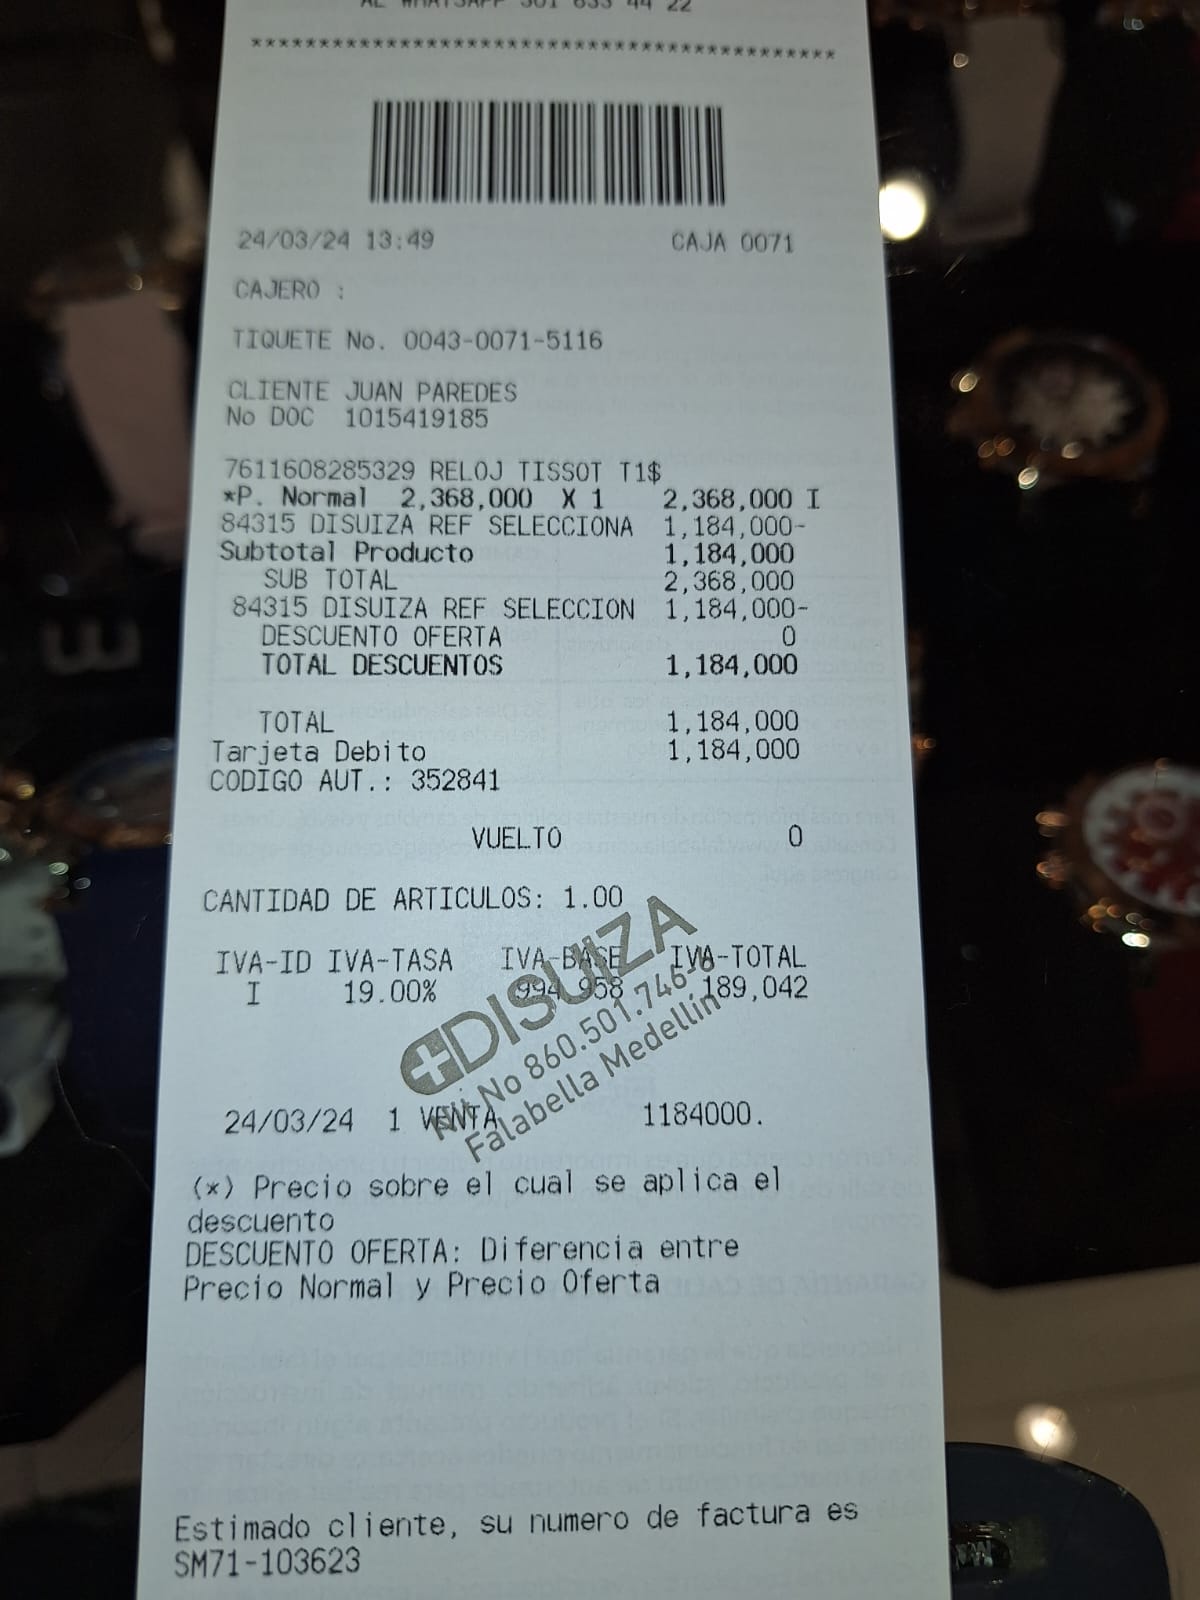 AL WHATSAPP 301 633 44 22
*******************************************
24/03/24 13:49 CAJA 0071
CAJERO :
TIQUETE No. 0043-0071-5116
CLIENTE JUAN PAREDES
No DOC 1015419185
7611608285329 RELOJ TISSOT T1$
*P. Normal 2,368,000 X 1 2,368,000 I
84315 DISUIZA REF SELECCIONA 1,184,000-
Subtotal Producto 1,184,000
SUB TOTAL 2,368,000
84315 DISUIZA REF SELECCION 1,184,000-
DESCUENTO OFERTA 0
TOTAL DESCUENTOS 1,184,000
TOTAL 1,184,000
Tarjeta Debito 1,184,000
CODIGO AUT.: 352841
VUELTO 0
CANTIDAD DE ARTICULOS: 1.00
IVA-ID IVA-TASA IVA-BASE IVA-TOTAL
I 19.00% 994,958 189,042
DISUIZA
Nit No 860.501.746-
Falabella Medellin
24/03/24 1 VENTA 1184000.
(*) Precio sobre el cual se aplica el
descuento
DESCUENTO OFERTA: Diferencia entre
Precio Normal y Precio Oferta
Estimado cliente, su numero de factura es
SM71-103623